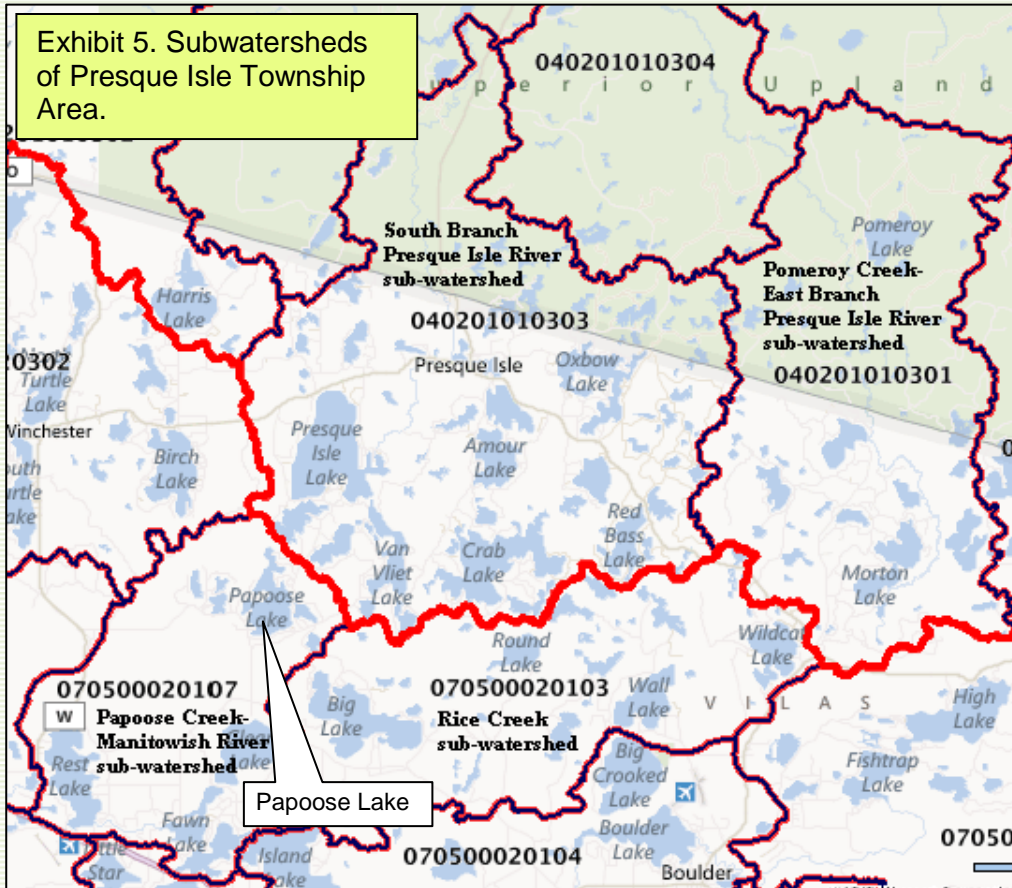 Exhibit 5. Subwatersheds
of Presque Isle Township
Area.
040201010304
Upland
South Branch
Presque Isle River
sub-watershed
040201010303
Pomeroy
Lake
Pomeroy Creek-
East Branch
Presque Isle River
sub-watershed
040201010301
Harris
Lake
Presque Isle
Oxbow
Lake
Turtle
Lake
Winchester
Birch
Lake
Presque
Isle
Lake
Amour
Lake
Red
Bass
Lake
Van
Vliet
Lake
Crab
Lake
Morton
Lake
Papoose
Lake
Round
Lake
Wildcat
Lake
070500020107
W
Papoose Creek-
Manitowish River
sub-watershed
Rest
Lake
Big
Lake
070500020103
Rice Creek
sub-watershed
Wall
Lake
VILAS
High
Lake
Big
Crooked
Lake
Fishtrap
Lake
Papoose Lake
Fawn
Lake
Island
Lake
070500020104
Boulder
Lake
Boulder
Star